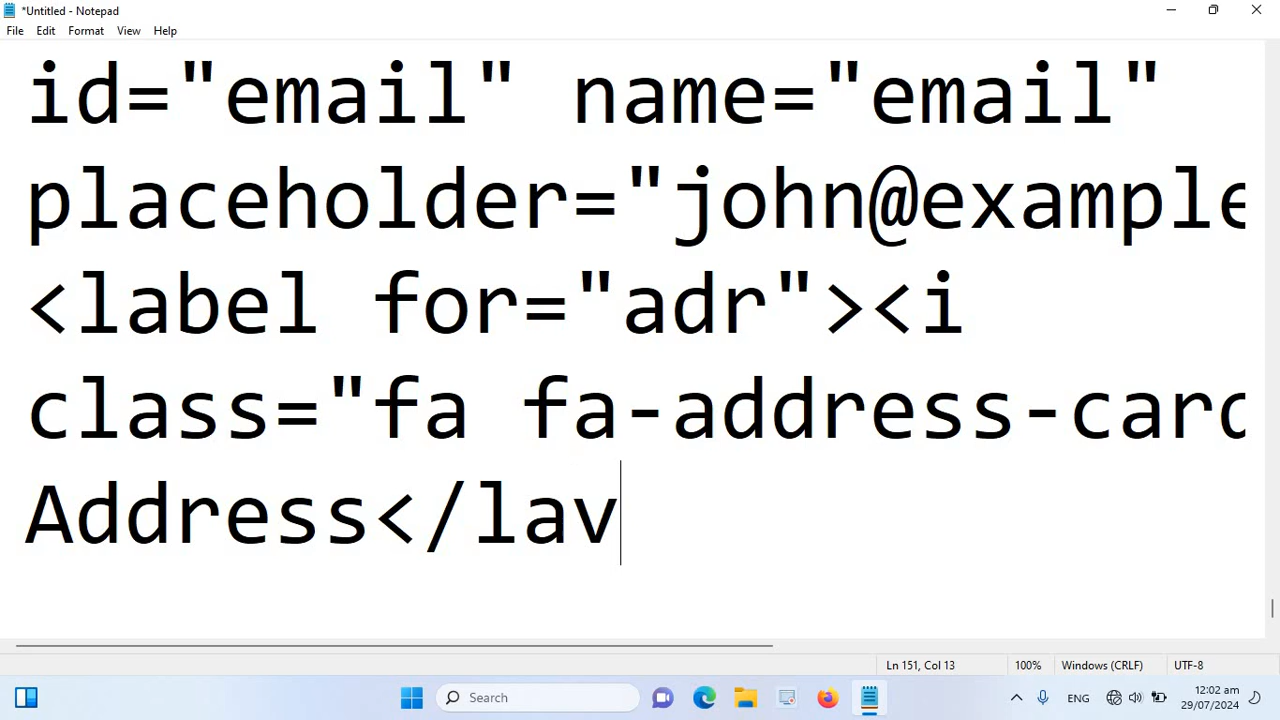 *Untitled - Notepad
File Edit Format View Help
id="email" name="email"
placeholder="john@example
<label for="adr"><i
class="fa fa-address-card
Address</lav
Ln 151, Col 13 100% Windows (CRLF) UTF-8
Search ENG 12:02 am
29/07/2024